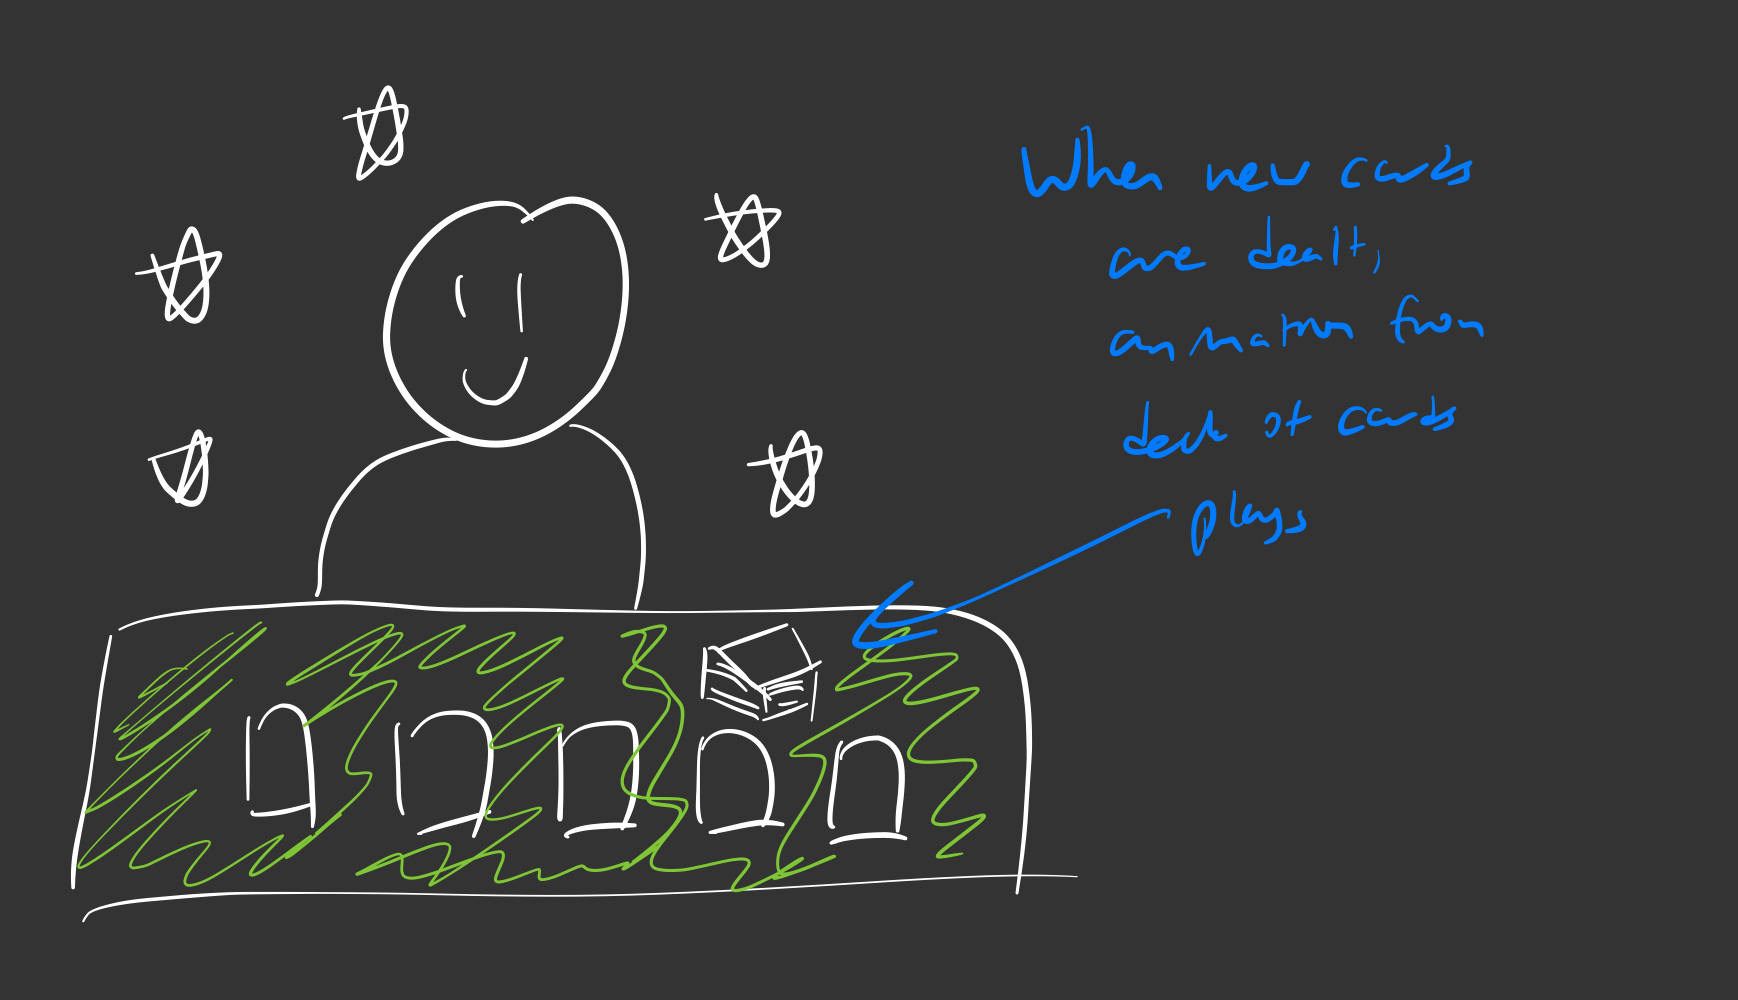 When new cards
are dealt,
animation from
deck of cards
plays